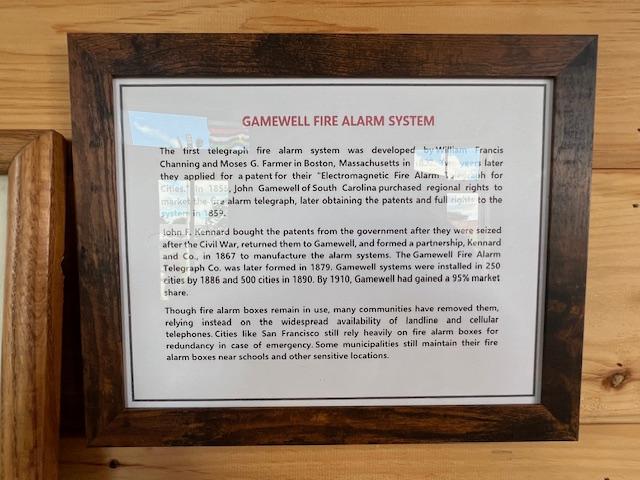 GAMEWELL FIRE ALARM SYSTEM
The first telegraph fire alarm system was developed by William Francis
Channing and Moses G. Farmer in Boston, Massachusetts in years later
they applied for a patent for their "Electromagnetic Fire Alarm Telegraph for
Cities." In 1855, John Gamewell of South Carolina purchased regional rights to
market the fire alarm telegraph, later obtaining the patents and full rights to the
system in 1859.
John F. Kennard bought the patents from the government after they were seized
after the Civil War, returned them to Gamewell, and formed a partnership, Kennard
and Co., in 1867 to manufacture the alarm systems. The Gamewell Fire Alarm
Telegraph Co. was later formed in 1879. Gamewell systems were installed in 250
cities by 1886 and 500 cities in 1890. By 1910, Gamewell had gained a 95% market
share.
Though fire alarm boxes remain in use, many communities have removed them,
relying instead on the widespread availability of landline and cellular
telephones. Cities like San Francisco still rely heavily on fire alarm boxes for
redundancy in case of emergency. Some municipalities still maintain their fire
alarm boxes near schools and other sensitive locations.